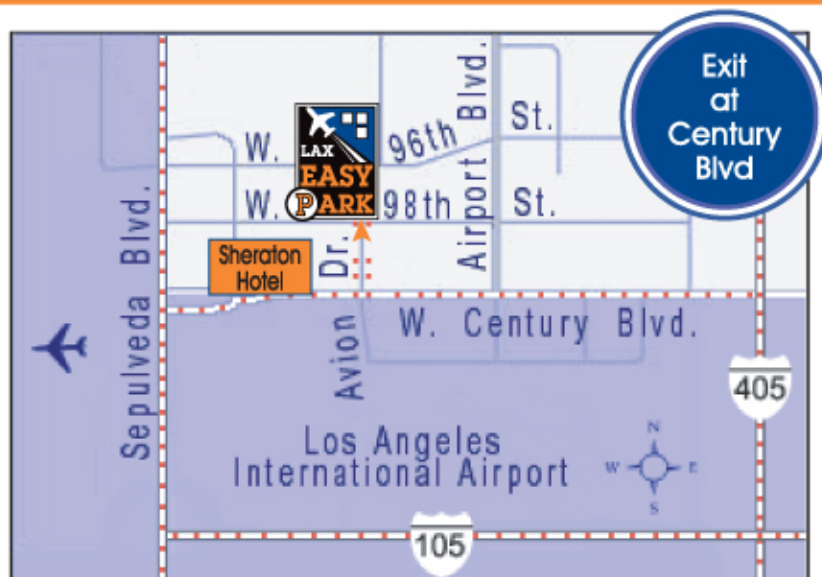 Exit
at
Century
Blvd
Airport Blvd.
St.
W. 96th
LAX
EASY
PARK
W. 98th St.
Sepulveda Blvd.
Sheraton
Hotel
Avion Dr.
W. Century Blvd.
405
Los Angeles
International Airport
N
W E
S
105